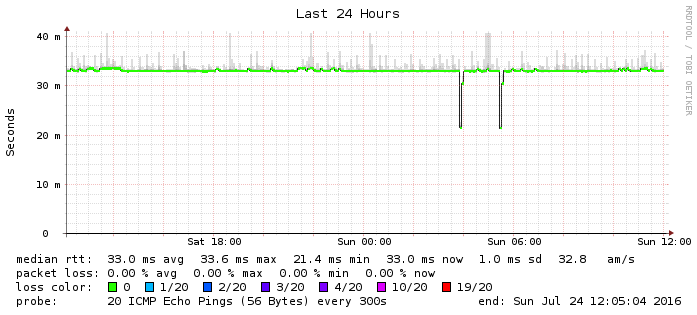 Last 24 Hours
RRDTOOL / TOBI OETIKER
Seconds
40 m
30 m
20 m
10 m
0
Sat 18:00 Sun 00:00 Sun 06:00 Sun 12:00
median rtt: 33.0 ms avg 33.6 ms max 21.4 ms min 33.0 ms now 1.0 ms sd 32.8 am/s
packet loss: 0.00 % avg 0.00 % max 0.00 % min 0.00 % now
loss color: 0 1/20 2/20 3/20 4/20 10/20 19/20
probe: 20 ICMP Echo Pings (56 Bytes) every 300s end: Sun Jul 24 12:05:04 2016